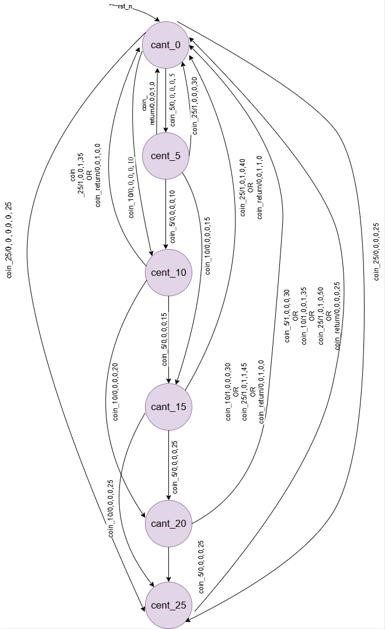 rst_n
cant_0
coin_
return/0,0,0,1,0
coin_5/0, 0, 0, 5
coin_25/1,0,0,0,30
coin
_25/1,0,0,1,35
OR
coin_return/0,0,1,0,0
coin_10/0, 0, 0, 10
cant_5
coin_25/0, 0, 0, 0, 0, 25
coin_5/0,0,0,0,10
coin_10/0,0,0,0,15
coin_25/1,0,1,0,40
OR
coin_return/0,0,1,1,0
coin_25/0,0,0,0,25
cent_10
coin_5/0,0,0,0,15
coin_5/1,0,0,0,30
OR
coin_10/1,0,0,1,35
OR
coin_25/1,0,1,0,50
OR
coin_return/0,0,0,0,25
coin_10/0,0,0,0,20
coin_10/1,0,0,0,30
OR
coin_25/1,0,1,1,45
OR
coin_return/0,0,1,0,0
cant_15
coin_5/0,0,0,0,25
coin_10/0,0,0,0,25
cant_20
coin_5/0,0,0,0,25
cent_25